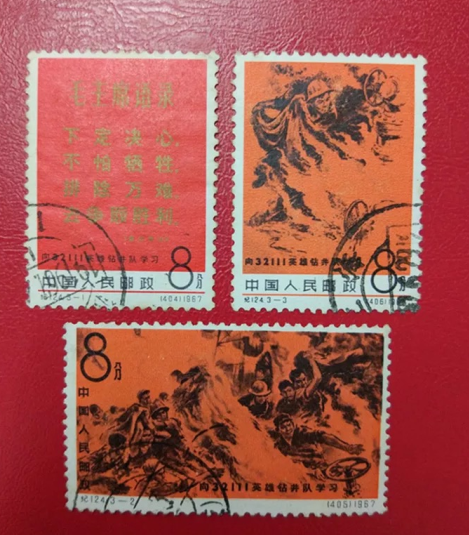 毛主席语录
下定决心,
不怕牺牲,
排除万难,
去争取胜利。
向32111英雄钻井队学习
8分
中国人民邮政
纪124.3-1 (404)1967
向32111英雄钻井队学习
8分
中国人民邮政
纪124.3-3 (406)1967
8分
中国人民邮政
向32111英雄钻井队学习
纪124.3-2 (405)1967